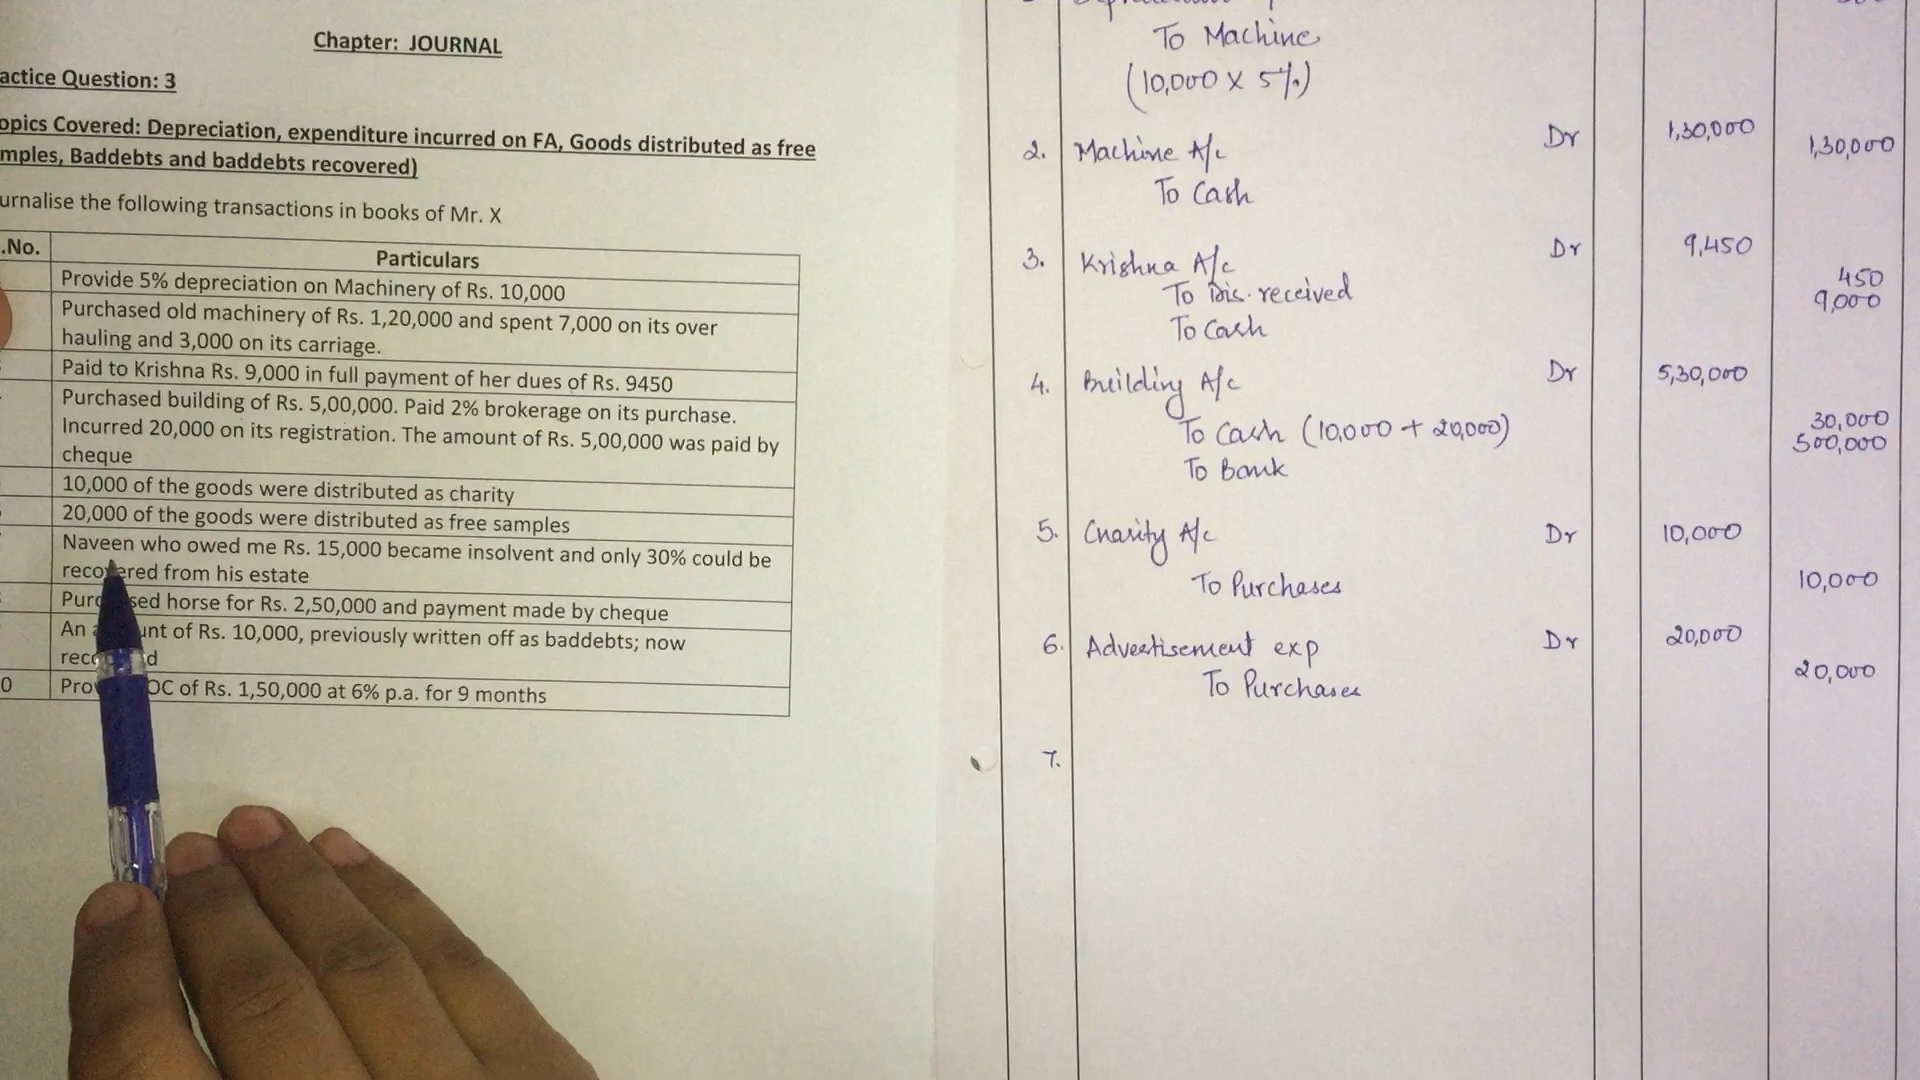 Chapter: JOURNAL
actice Question: 3
opics Covered: Depreciation, expenditure incurred on FA, Goods distributed as free
mples, Baddebts and baddebts recovered)
urnalise the following transactions in books of Mr. X
.No. Particulars
Provide 5% depreciation on Machinery of Rs. 10,000
Purchased old machinery of Rs. 1,20,000 and spent 7,000 on its over
hauling and 3,000 on its carriage.
Paid to Krishna Rs. 9,000 in full payment of her dues of Rs. 9450
Purchased building of Rs. 5,00,000. Paid 2% brokerage on its purchase.
Incurred 20,000 on its registration. The amount of Rs. 5,00,000 was paid by
cheque
10,000 of the goods were distributed as charity
20,000 of the goods were distributed as free samples
Naveen who owed me Rs. 15,000 became insolvent and only 30% could be
recovered from his estate
horse for Rs. 2,50,000 and payment made by cheque
An of Rs. 10,000, previously written off as baddebts; now
0 of Rs. 1,50,000 at 6% p.a. for 9 months
To Machine
(10,000 X 5%)
2. Machine A/c Dr 1,30,000
1,30,000
To Cash
3. Krishna A/c Dr 9,450
To Dis. received 450
To Cash 9,000
4. Building A/c Dr 5,30,000
To Cash (10,000 + 20,000) 30,000
To Bank 500,000
5. Charity A/c Dr 10,000
To Purchases 10,000
6. Advertisement exp Dr 20,000
To Purchases 20,000
7.